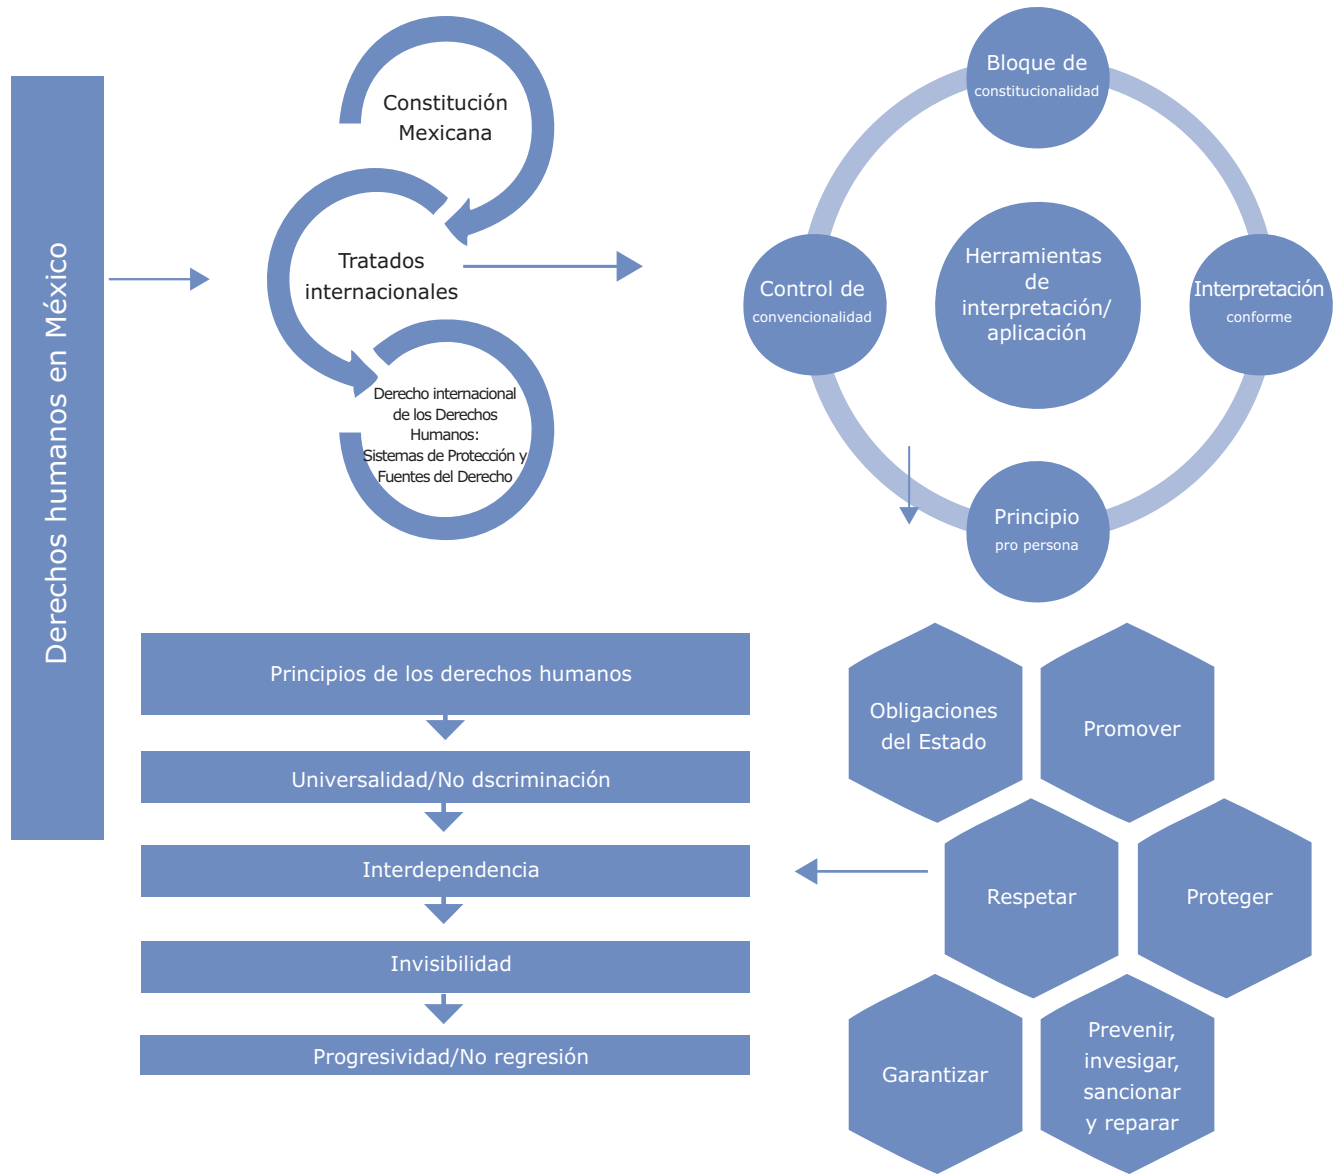 Derechos humanos en México
Constitución
Mexicana
Tratados
internacionales
Derecho internacional
de los Derechos
Humanos:
Sistemas de Protección y
Fuentes del Derecho
Bloque de
constitucionalidad
Herramientas
de
interpretación/
aplicación
Control de
convencionalidad
Interpretación
conforme
Principio
pro persona
Obligaciones
del Estado
Promover
Respetar
Proteger
Garantizar
Prevenir,
invesigar,
sancionar
y reparar
Principios de los derechos humanos
Universalidad/No dscriminación
Interdependencia
Invisibilidad
Progresividad/No regresión